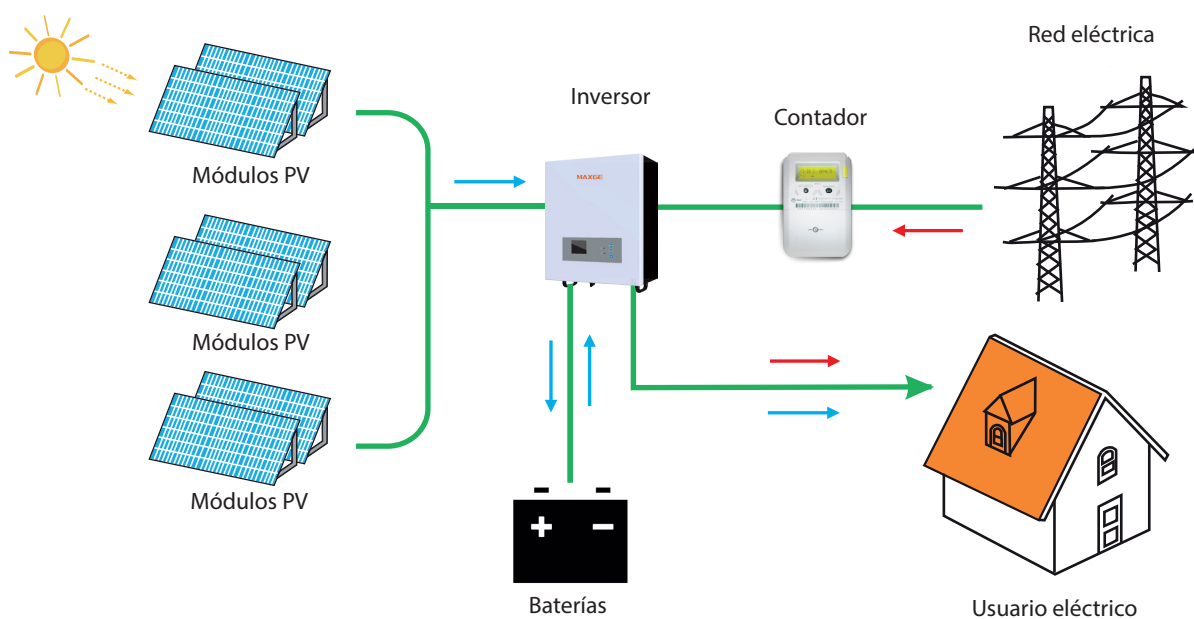 Red eléctrica
Inversor
Contador
MAXGE
Módulos PV
Módulos PV
Módulos PV
Baterías
Usuario eléctrico